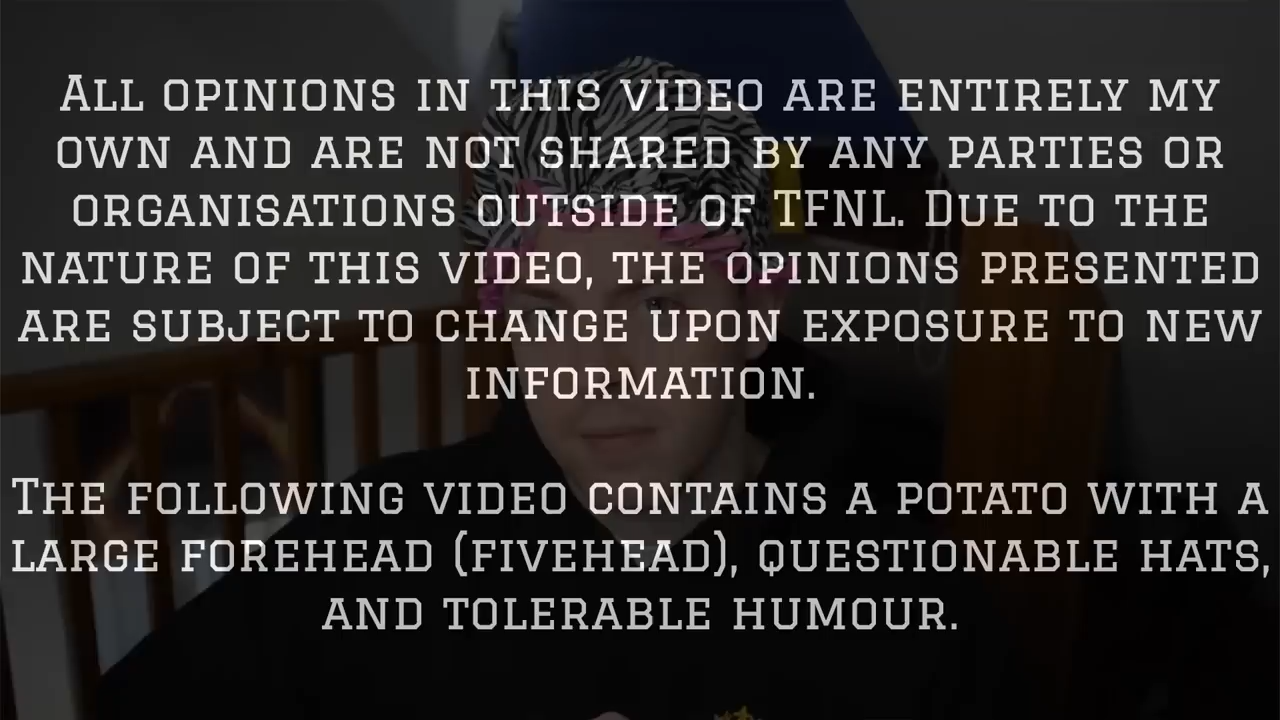 All opinions in this video are entirely my
own and are not shared by any parties or
organisations outside of TFNL. Due to the
nature of this video, the opinions presented
are subject to change upon exposure to new
information.
The following video contains a potato with a
large forehead (fivehead), questionable hats,
and tolerable humour.